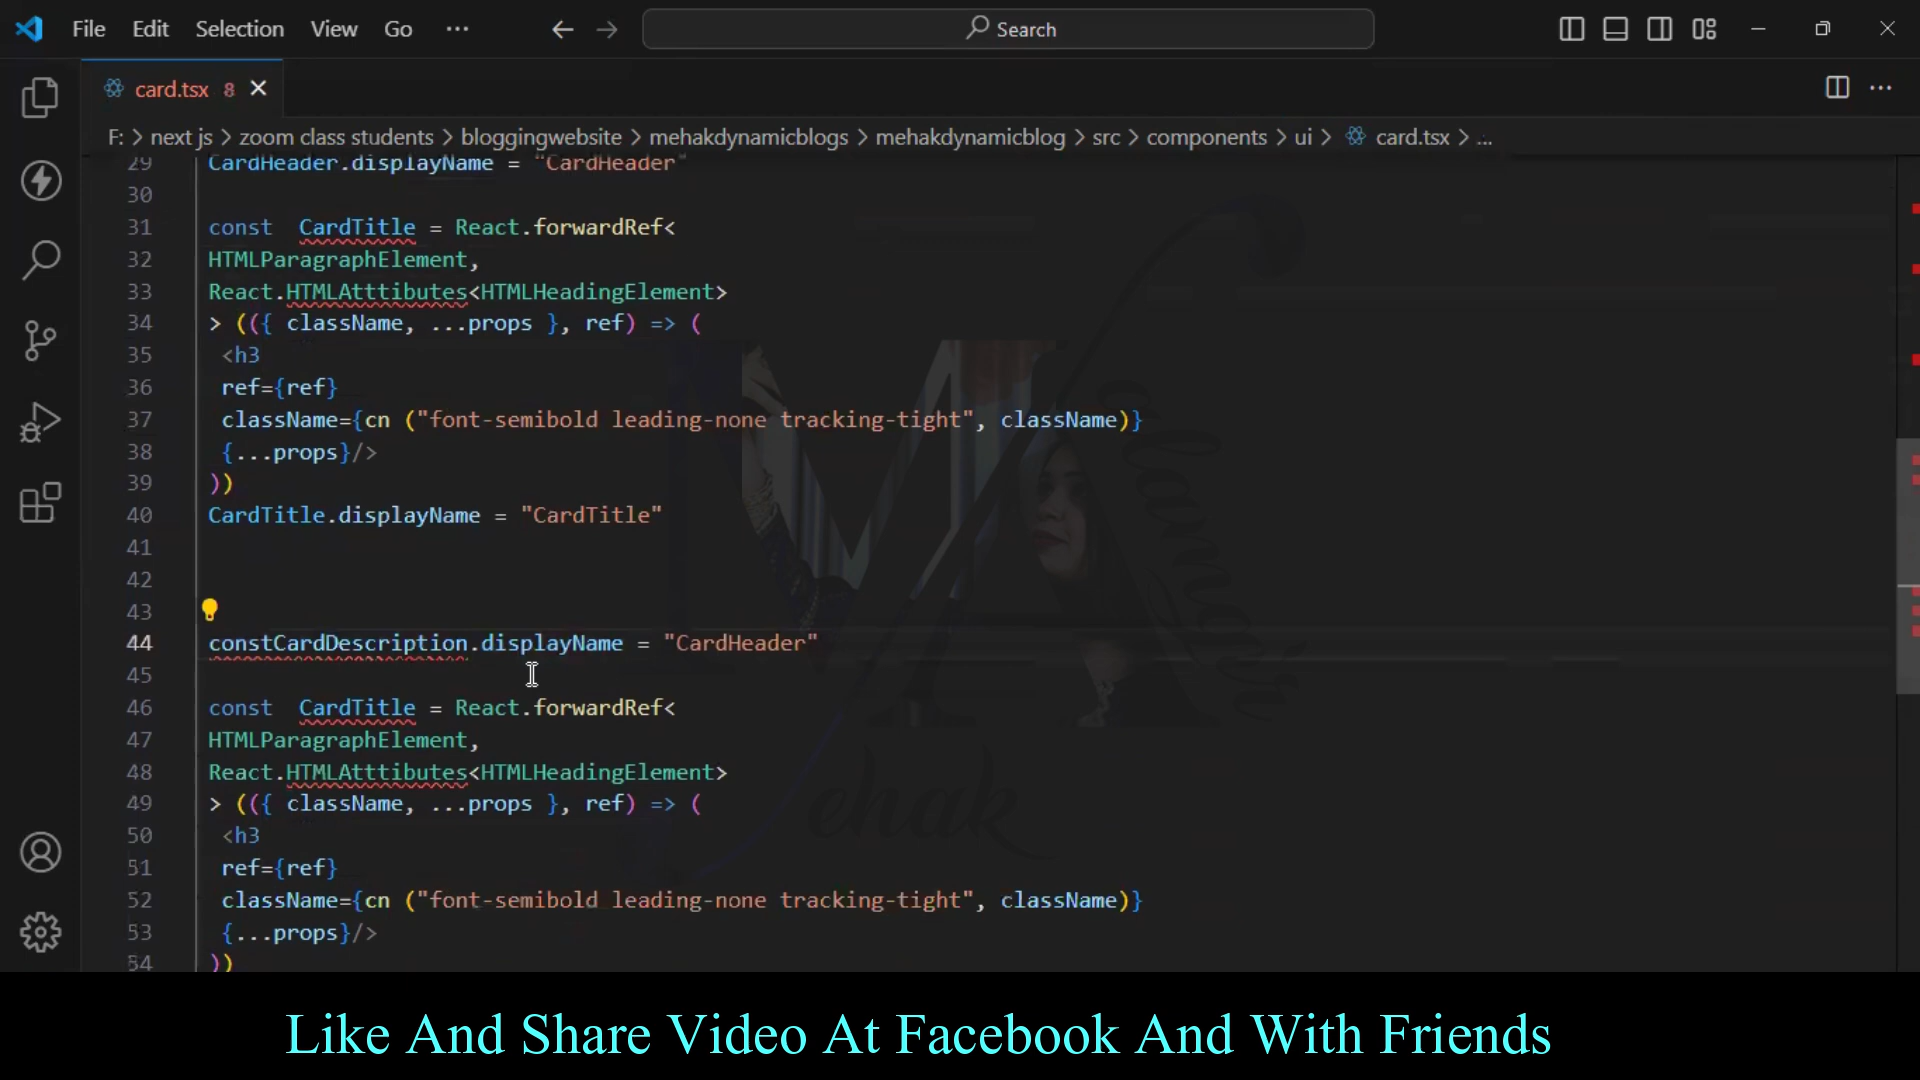 File Edit Selection View Go ... Search
card.tsx 8
F: > next js > zoom class students > bloggingwebsite > mehakdynamicblogs > mehakdynamicblog > src > components > ui > card.tsx > ...
29 CardHeader.displayName = "CardHeader"
30
31 const  CardTitle = React.forwardRef<
32 HTMLParagraphElement,
33 React.HTMLAtttibutes<HTMLHeadingElement>
34 > (({ className, ...props }, ref) => (
35 <h3
36 ref={ref}
37 className={cn ("font-semibold leading-none tracking-tight", className)}
38 {...props}/>
39 ))
40 CardTitle.displayName = "CardTitle"
41
42
43
44 constCardDescription.displayName = "CardHeader"
45
46 const  CardTitle = React.forwardRef<
47 HTMLParagraphElement,
48 React.HTMLAtttibutes<HTMLHeadingElement>
49 > (({ className, ...props }, ref) => (
50 <h3
51 ref={ref}
52 className={cn ("font-semibold leading-none tracking-tight", className)}
53 {...props}/>
54 ))
ehak
Like And Share Video At Facebook And With Friends